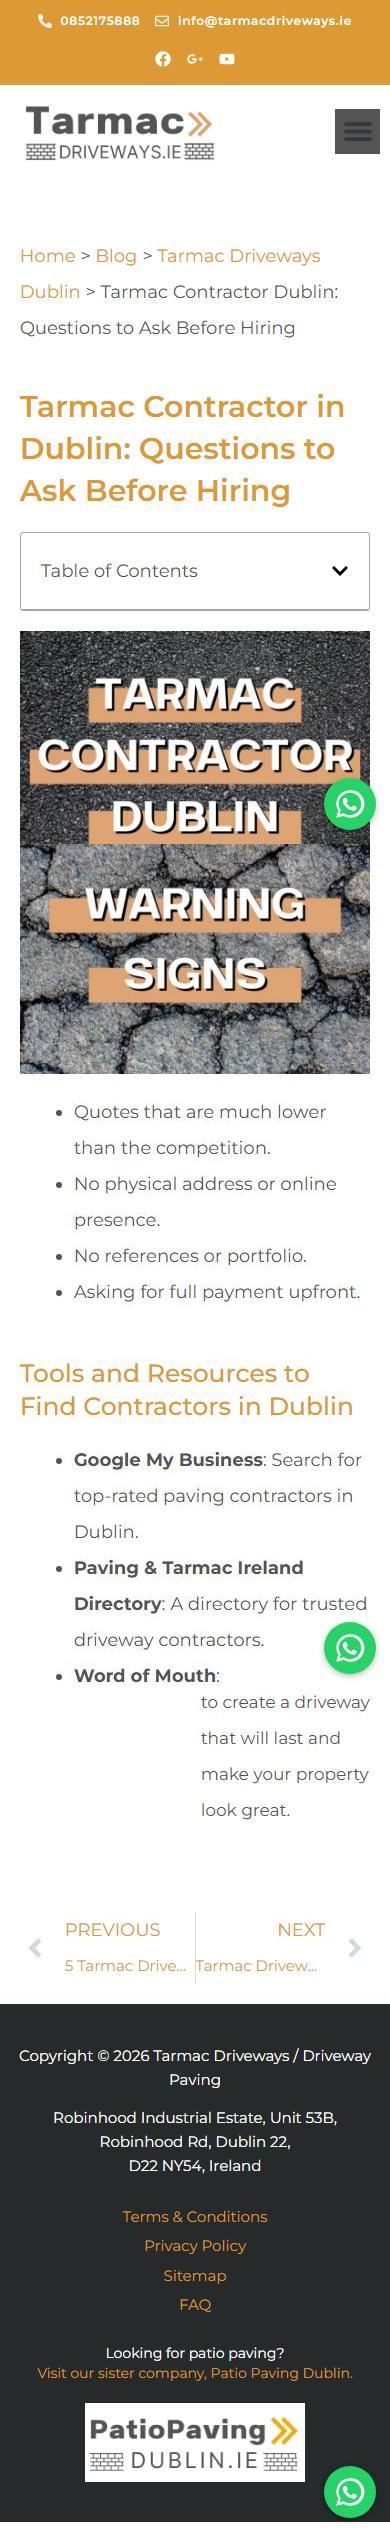 0852175888 info@tarmacdriveways.ie
Tarmac
DRIVEWAYS.IE
Home > Blog > Tarmac Driveways
Dublin > Tarmac Contractor Dublin:
Questions to Ask Before Hiring
Tarmac Contractor in
Dublin: Questions to
Ask Before Hiring
Table of Contents
TARMAC
CONTRACTOR
DUBLIN
WARNING
SIGNS
• Quotes that are much lower
than the competition.
• No physical address or online
presence.
• No references or portfolio.
• Asking for full payment upfront.
Tools and Resources to
Find Contractors in Dublin
• Google My Business: Search for
top-rated paving contractors in
Dublin.
• Paving & Tarmac Ireland
Directory: A directory for trusted
driveway contractors.
• Word of Mouth:
to create a driveway
that will last and
make your property
look great.
PREVIOUS NEXT
5 Tarmac Drive... Tarmac Drivew...
Copyright © 2026 Tarmac Driveways / Driveway
Paving
Robinhood Industrial Estate, Unit 53B,
Robinhood Rd, Dublin 22,
D22 NY54, Ireland
Terms & Conditions
Privacy Policy
Sitemap
FAQ
Looking for patio paving?
Visit our sister company, Patio Paving Dublin.
PatioPaving
DUBLIN.IE